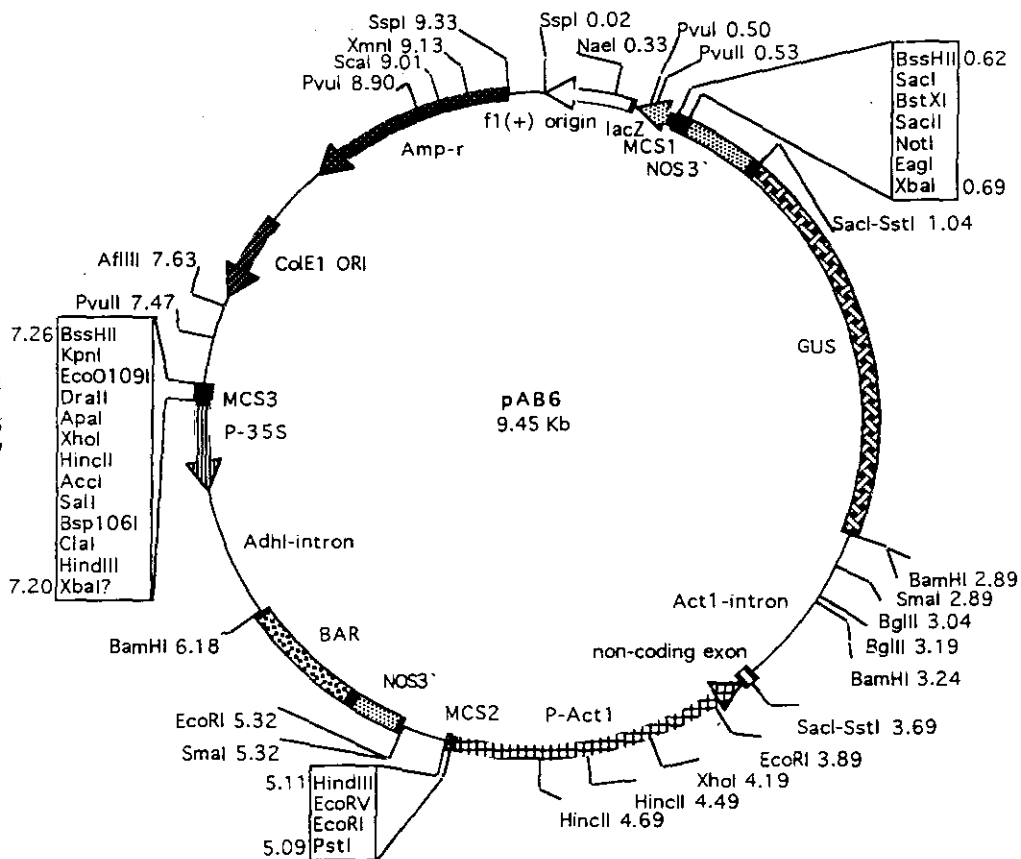 SspI 9.33
XmnI 9.13
ScaI 9.01
PvuI 8.90
SspI 0.02
NaeI 0.33
PvuI 0.50
PvuII 0.53
BssHII 0.62
SacI
BstXI
SacII
NotI
EagI
XbaI 0.69
f1(+) origin
lacZ
MCS1
NOS3`
Amp-r
SacI-SstI 1.04
ColE1 ORI
AflIII 7.63
PvuII 7.47
7.26 BssHII
KpnI
EcoO109I
DraII
ApaI
XhoI
HincII
AccI
SalI
Bsp106I
ClaI
HindIII
7.20 XbaI?
MCS3
P-35S
GUS
pAB6
9.45 Kb
AdhI-intron
BamHI 2.89
SmaI 2.89
BglII 3.04
BglII 3.19
BamHI 3.24
Act1-intron
non-coding exon
BamHI 6.18
BAR
NOS3`
MCS2
P-Act1
SacI-SstI 3.69
EcoRI 3.89
XhoI 4.19
HincII 4.49
HincII 4.69
EcoRI 5.32
SmaI 5.32
5.11 HindIII
EcoRV
EcoRI
5.09 PstI